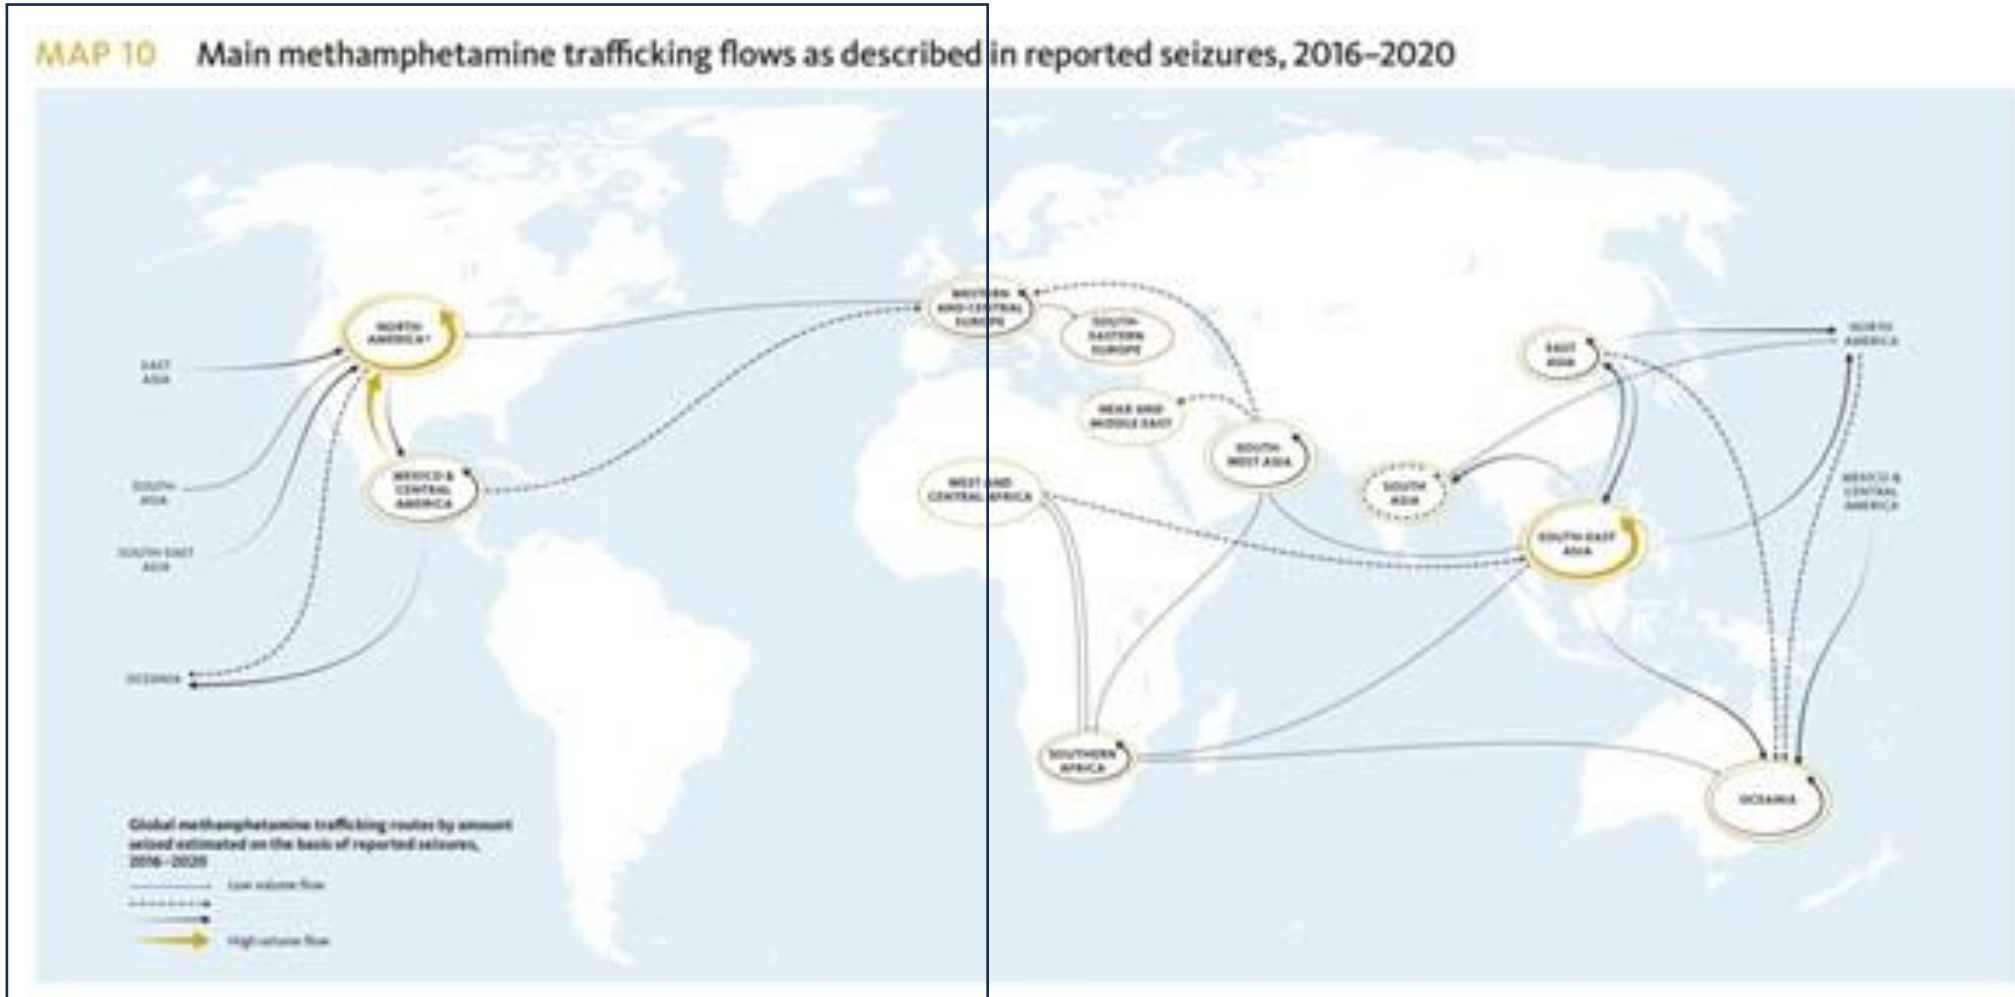 MAP 10 Main methamphetamine trafficking flows as described in reported seizures, 2016–2020
NORTH
AMERICA
EAST
ASIA
MEXICO &
CENTRAL
AMERICA
SOUTH
ASIA
SOUTH-EAST
ASIA
OCEANIA
WESTERN
AND CENTRAL
EUROPE
SOUTH-
EASTERN
EUROPE
NEAR AND
MIDDLE EAST
SOUTH-
WEST ASIA
WEST AND
CENTRAL AFRICA
SOUTHERN
AFRICA
EAST
ASIA
SOUTH
ASIA
SOUTH-EAST
ASIA
NORTH
AMERICA
MEXICO &
CENTRAL
AMERICA
OCEANIA
Global methamphetamine trafficking routes by amount
seized estimated on the basis of reported seizures,
2016–2020
Low volume flow
High volume flow